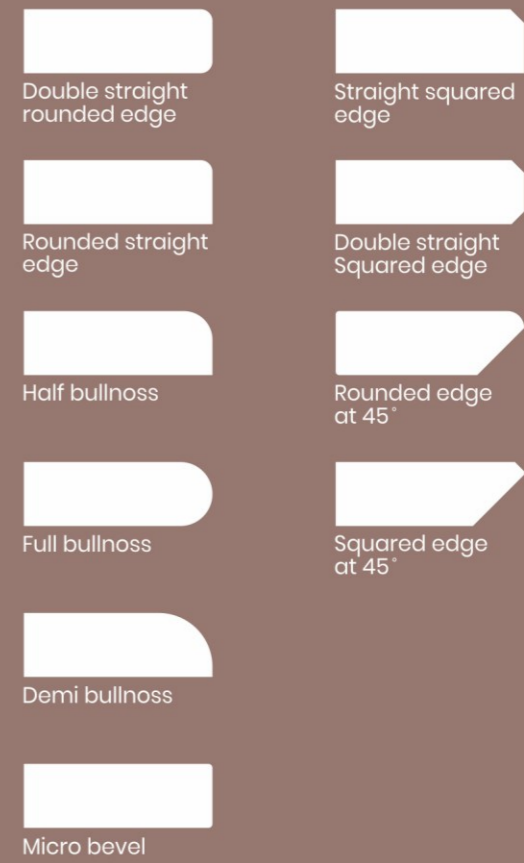 Double straight
rounded edge
Straight squared
edge
Rounded straight
edge
Double straight
Squared edge
Half bullnoss
Rounded edge
at 45°
Full bullnoss
Squared edge
at 45°
Demi bullnoss
Micro bevel